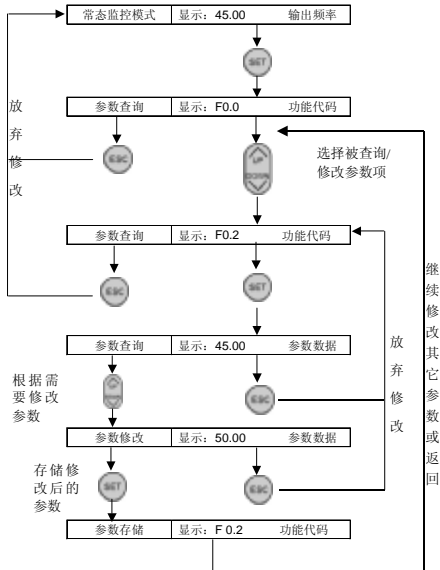 常态监控模式 显示：45.00 输出频率
SET
参数查询 显示：F0.0 功能代码
放弃修改
ESC
UP
DOWN
选择被查询/
修改参数项
参数查询 显示：F0.2 功能代码
ESC
SET
参数查询 显示：45.00 参数数据
继续修改其它参数或返回
放弃修改
根据需
要修改
参数
UP
ESC
参数修改 显示：50.00 参数数据
存储修
改后的
参数
SET
ESC
参数存储 显示：F 0.2 功能代码